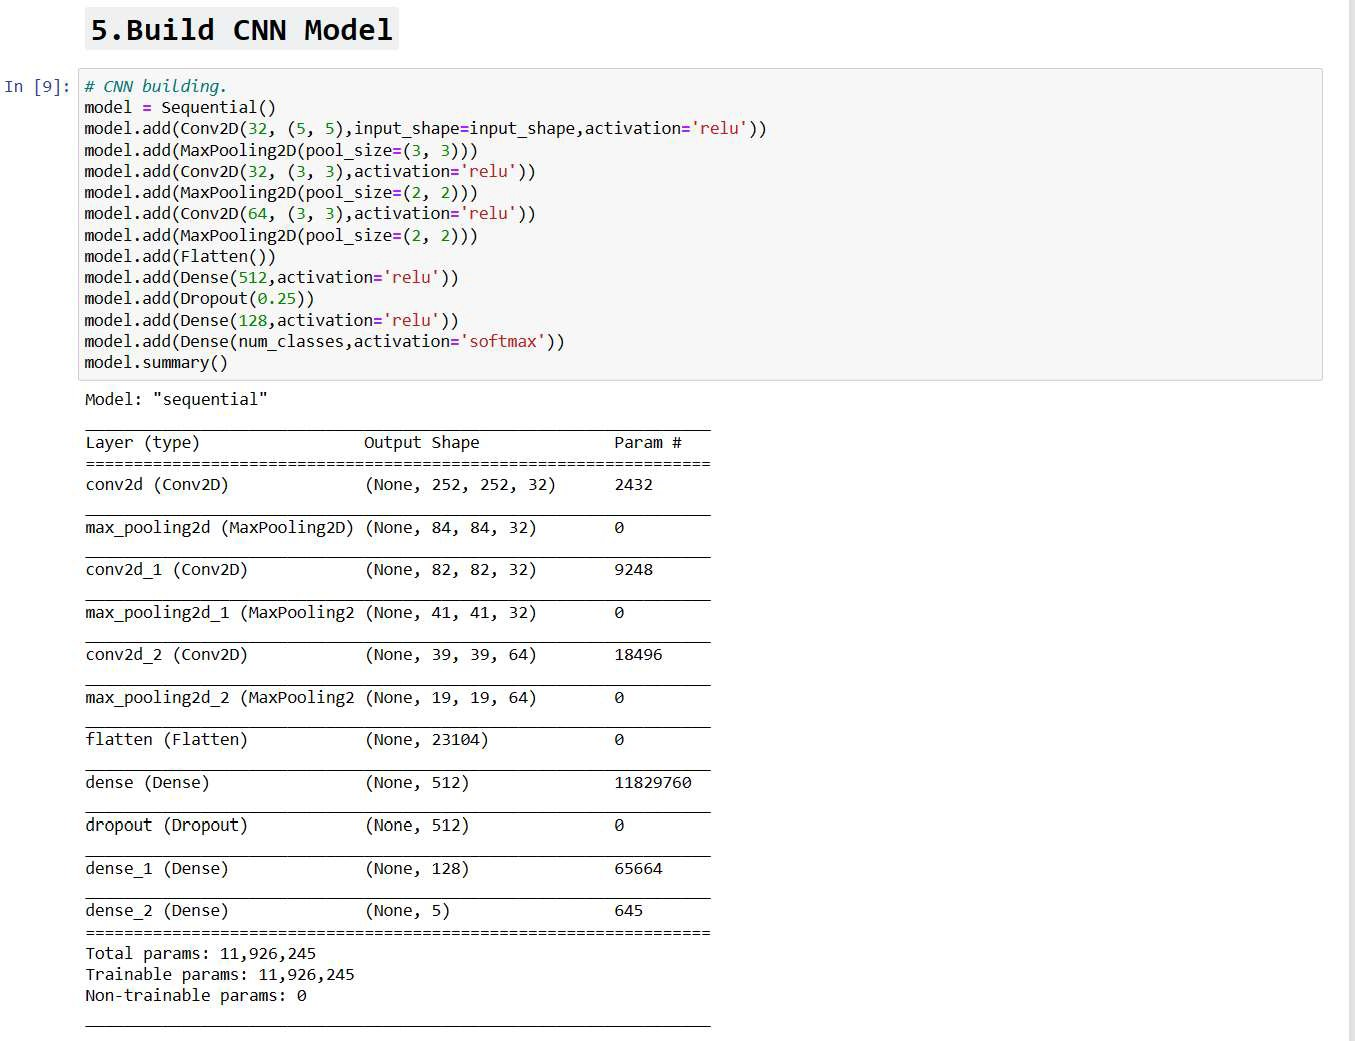 5.Build CNN Model
In [9]:
# CNN building.
model = Sequential()
model.add(Conv2D(32, (5, 5),input_shape=input_shape,activation='relu'))
model.add(MaxPooling2D(pool_size=(3, 3)))
model.add(Conv2D(32, (3, 3),activation='relu'))
model.add(MaxPooling2D(pool_size=(2, 2)))
model.add(Conv2D(64, (3, 3),activation='relu'))
model.add(MaxPooling2D(pool_size=(2, 2)))
model.add(Flatten())
model.add(Dense(512,activation='relu'))
model.add(Dropout(0.25))
model.add(Dense(128,activation='relu'))
model.add(Dense(num_classes,activation='softmax'))
model.summary()
Model: "sequential"
Layer (type) Output Shape Param #
=================================================================
conv2d (Conv2D) (None, 252, 252, 32) 2432
max_pooling2d (MaxPooling2D) (None, 84, 84, 32) 0
conv2d_1 (Conv2D) (None, 82, 82, 32) 9248
max_pooling2d_1 (MaxPooling2 (None, 41, 41, 32) 0
conv2d_2 (Conv2D) (None, 39, 39, 64) 18496
max_pooling2d_2 (MaxPooling2 (None, 19, 19, 64) 0
flatten (Flatten) (None, 23104) 0
dense (Dense) (None, 512) 11829760
dropout (Dropout) (None, 512) 0
dense_1 (Dense) (None, 128) 65664
dense_2 (Dense) (None, 5) 645
=================================================================
Total params: 11,926,245
Trainable params: 11,926,245
Non-trainable params: 0